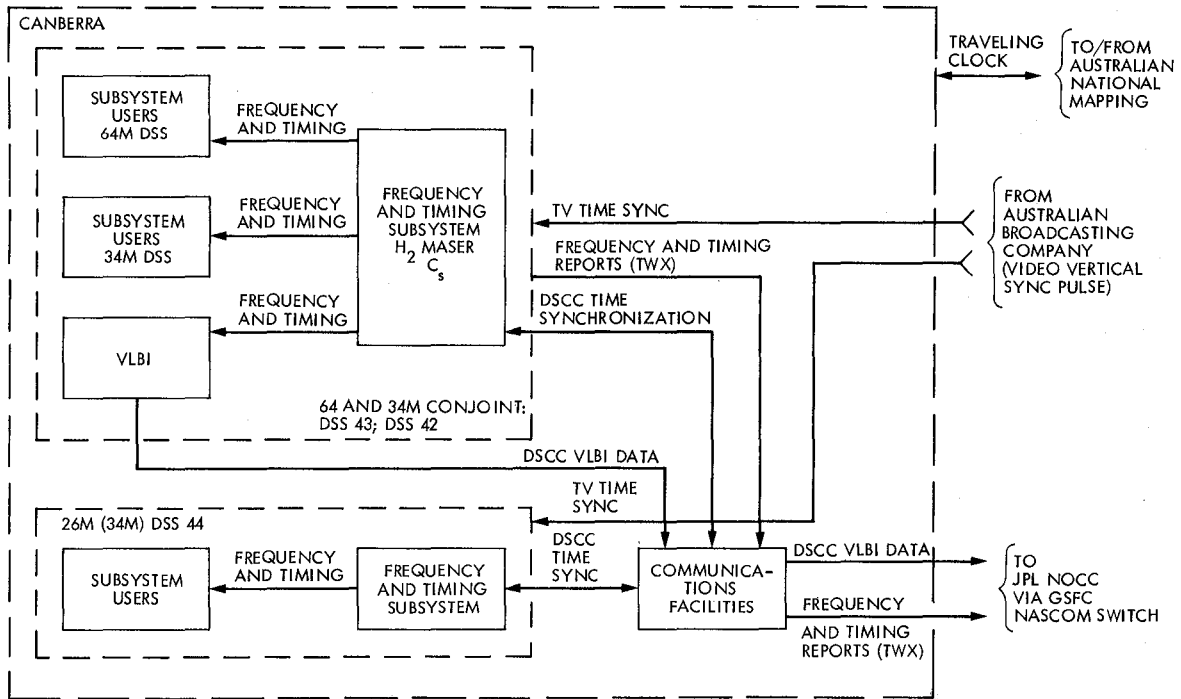 CANBERRA
SUBSYSTEM
USERS
64M DSS
FREQUENCY
AND TIMING
SUBSYSTEM
USERS
34M DSS
FREQUENCY
AND TIMING
VLBI
FREQUENCY
AND TIMING
FREQUENCY
AND TIMING
SUBSYSTEM
H2 MASER
Cs
64 AND 34M CONJOINT:
DSS 43; DSS 42
TRAVELING
CLOCK
TO/FROM
AUSTRALIAN
NATIONAL
MAPPING
TV TIME SYNC
FREQUENCY AND TIMING
REPORTS (TWX)
DSCC TIME
SYNCHRONIZATION
FROM
AUSTRALIAN
BROADCASTING
COMPANY
(VIDEO VERTICAL
SYNC PULSE)
DSCC VLBI DATA
TV TIME
SYNC
26M (34M) DSS 44
SUBSYSTEM
USERS
FREQUENCY
AND TIMING
FREQUENCY
AND TIMING
SUBSYSTEM
DSCC
TIME
SYNC
COMMUNICA-
TIONS
FACILITIES
DSCC VLBI DATA
FREQUENCY
AND TIMING
REPORTS (TWX)
TO
JPL NOCC
VIA GSFC
NASCOM SWITCH